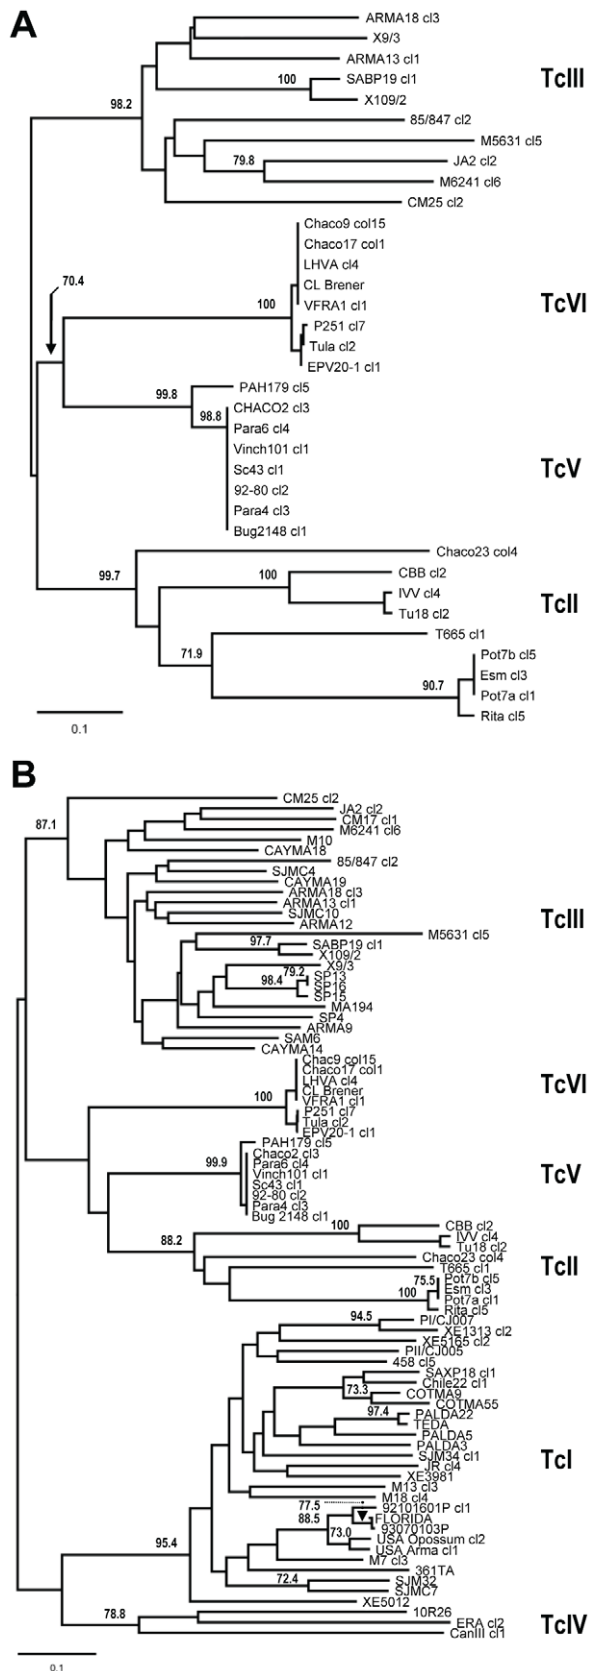 A
ARMA18 cl3
X9/3
ARMA13 cl1
100
SABP19 cl1
TcIII
X109/2
98.2
85/847 cl2
M5631 cl5
79.8
JA2 cl2
M6241 cl6
CM25 cl2
Chaco9 col15
Chaco17 col1
LHVA cl4
70.4
CL Brener
100
VFRA1 cl1
TcVI
P251 cl7
Tula cl2
EPV20-1 cl1
PAH179 cl5
99.8
CHACO2 cl3
98.8
Para6 cl4
Vinch101 cl1
Sc43 cl1
TcV
92-80 cl2
Para4 cl3
Bug2148 cl1
Chaco23 col4
99.7
100
CBB cl2
IVV cl4
TcII
Tu18 cl2
T665 cl1
71.9
Pot7b cl5
Esm cl3
90.7
Pot7a cl1
Rita cl5
0.1
B
CM25 cl2
87.1
JA2 cl2
CM17 cl1
M6241 cl6
M10
CAYMA18
85/847 cl2
SJMC4
CAYMA19
ARMA18 cl3
ARMA13 cl1
SJMC10
TcIII
ARMA12
M5631 cl5
97.7
SABP19 cl1
X109/2
X9/3
79.2
SP13
98.4
SP16
SP15
MA194
SP4
ARMA9
SAM6
CAYMA14
Chac9 col15
Chaco17 col1
LHVA cl4
TcVI
CL Brener
100
VFRA1 cl1
P251 cl7
Tula cl2
EPV20-1 cl1
PAH179 cl5
Chaco2 cl3
99.9
Para6 cl4
Vinch101 cl1
TcV
Sc43 cl1
92-80 cl2
Para4 cl3
Bug 2148 cl1
100
CBB cl2
88.2
IVV cl4
Tu18 cl2
Chaco23 col4
TcII
T665 cl1
75.5
Pot7b cl5
Esm cl3
100
Pot7a cl1
Rita cl5
94.5
PI/CJ007
XE1313 cl2
XE5165 cl2
PII/CJ005
458 cl5
SAXP18 cl1
Chile22 cl1
73.3
COTMA9
COTMA55
97.4
PALDA22
TEDA
PALDA5
PALDA3
SJM34 cl1
TcI
JR cl4
XE3981
M13 cl3
M18 cl4
77.5
92101601P cl1
88.5
FLORIDA
93070103P
73.0
USA Opossum cl2
USA Arma cl1
95.4
M7 cl3
361TA
72.4
SJM32
SJMC7
XE5012
78.8
10R26
ERA cl2
TcIV
CanIII cl1
0.1